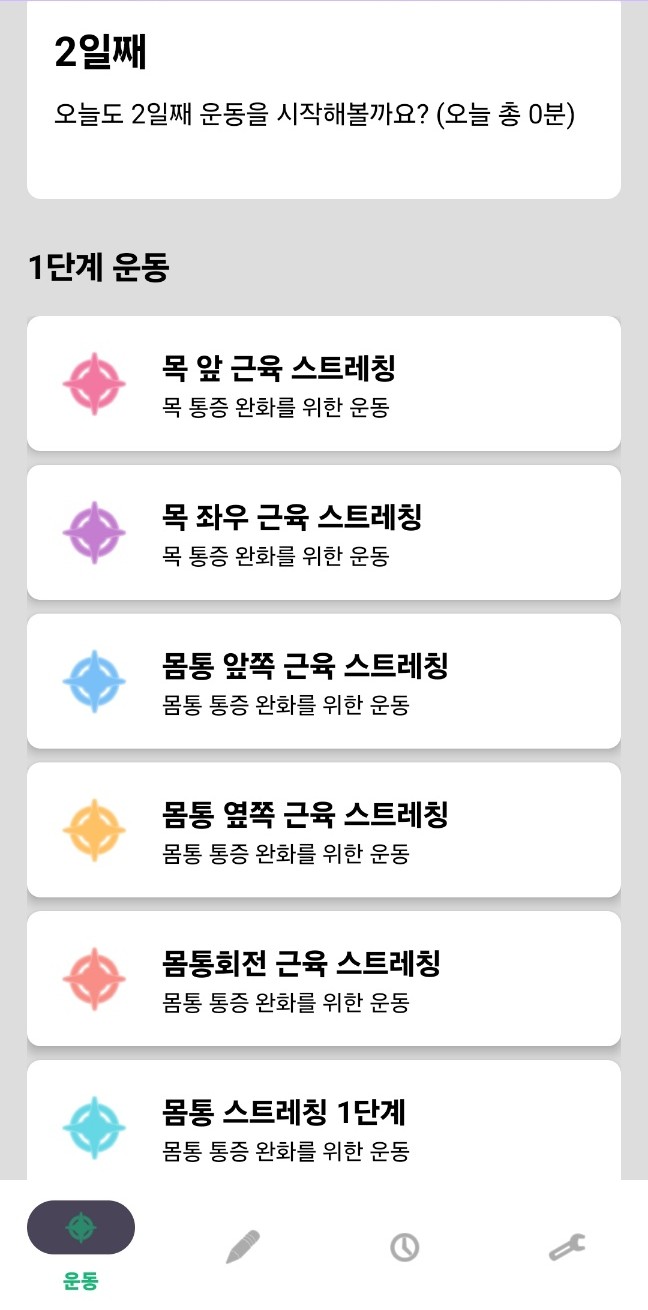 2일째
오늘도 2일째 운동을 시작해볼까요? (오늘 총 0분)
1단계 운동
목 앞 근육 스트레칭
목 통증 완화를 위한 운동
목 좌우 근육 스트레칭
목 통증 완화를 위한 운동
몸통 앞쪽 근육 스트레칭
몸통 통증 완화를 위한 운동
몸통 옆쪽 근육 스트레칭
몸통 통증 완화를 위한 운동
몸통회전 근육 스트레칭
몸통 통증 완화를 위한 운동
몸통 스트레칭 1단계
몸통 통증 완화를 위한 운동
운동